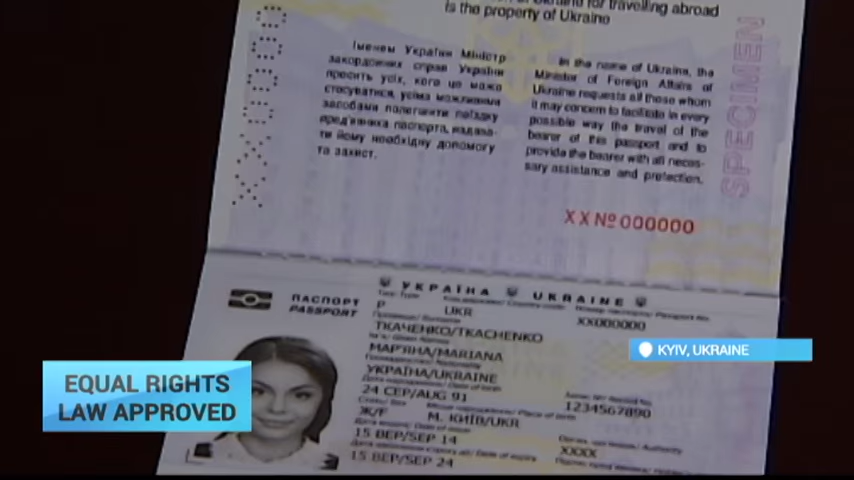 of Ukraine for travelling abroad
is the property of Ukraine
Іменем України Міністр
закордонних справ України
просить усіх, кого це може
стосуватися, усіма можливими
засобами полегшити поїздку
пред'явника паспорта, надава-
ти йому необхідну допомогу
та захист.
In the name of Ukraine, the
Minister of Foreign Affairs of
Ukraine requests all those whom
it may concern to facilitate in every
possible way the travel of the
bearer of this passport and to
provide the bearer with all neces-
sary assistance and protection.
SPECIMEN
XX№000000
УКРАЇНА UKRAINE
ПАСПОРТ
PASSPORT
P UKR XX000000
ТКАЧЕНКО/TKACHENKO
МАР'ЯНА/MARIANA
УКРАЇНА/UKRAINE
24 СЕР/AUG 91
1234567890
Ж/F М. КИЇВ/UKR
15 ВЕР/SEP 14
XXXX
15 ВЕР/SEP 24
KYIV, UKRAINE
EQUAL RIGHTS
LAW APPROVED